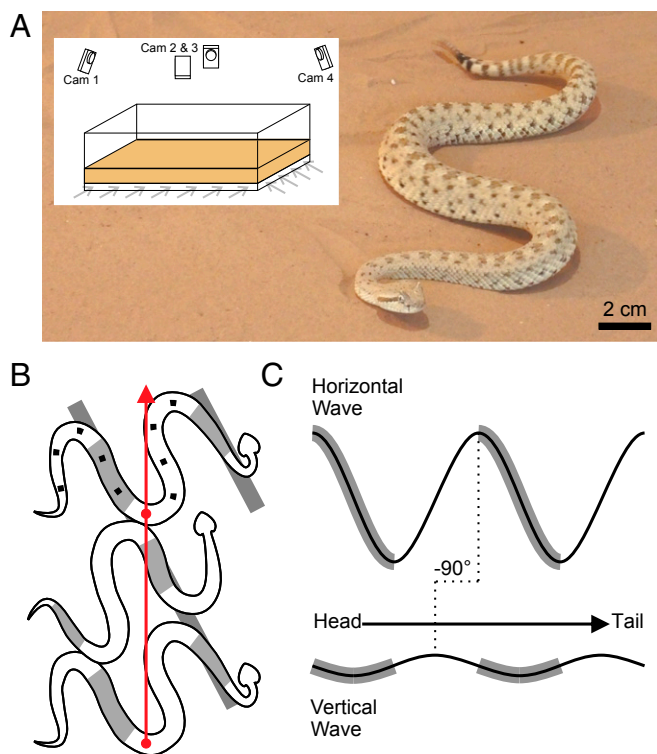 A
Cam 2 & 3
Cam 1
Cam 4
2 cm
B
C
Horizontal
Wave
-90°
Head
Tail
Vertical
Wave